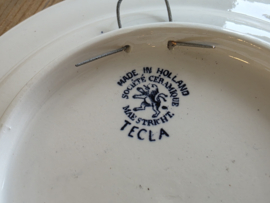 MADE IN HOLLAND
SOCIÉTÉ CÉRAMIQUE
MAESTRICHT
TECLA